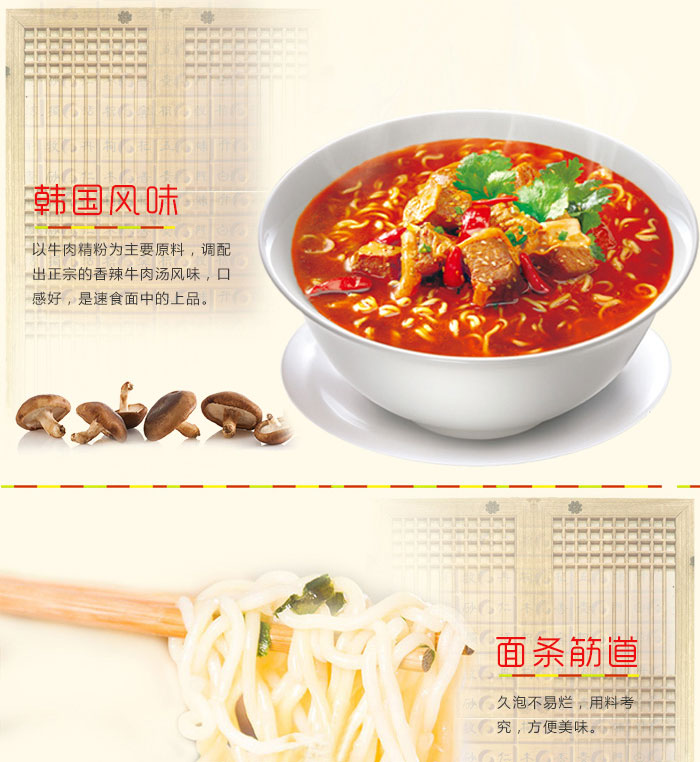 韩国风味
以牛肉精粉为主要原料，调配
出正宗的香辣牛肉汤风味，口
感好，是速食面中的上品。
面条筋道
久泡不易烂，用料考
究，方便美味。